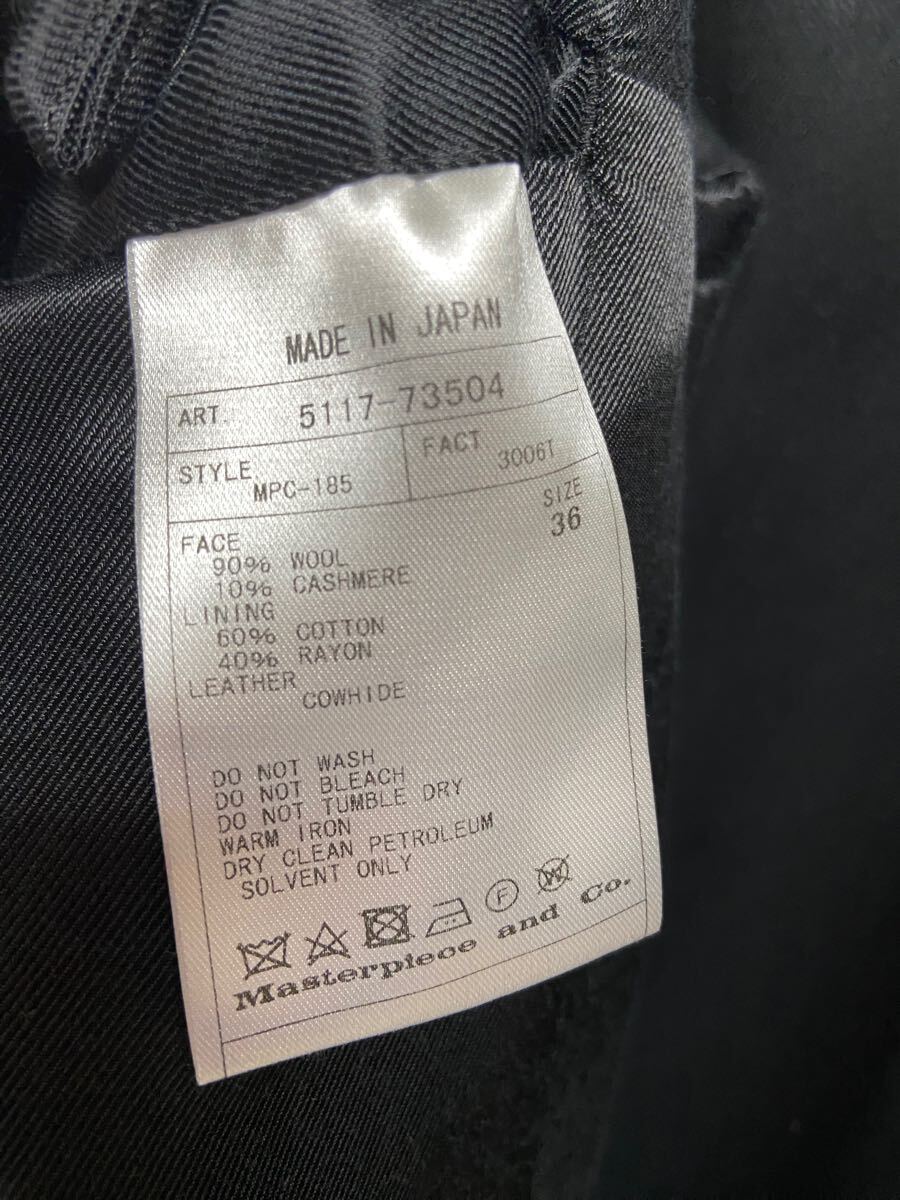 MADE IN JAPAN
ART. 5117-73504
STYLE MPC-185
FACT 3006T
SIZE
36
FACE
90% WOOL
10% CASHMERE
LINING
60% COTTON
40% RAYON
LEATHER
COWHIDE
DO NOT WASH
DO NOT BLEACH
DO NOT TUMBLE DRY
WARM IRON
DRY CLEAN PETROLEUM
SOLVENT ONLY
F W
Masterpiece and Co.